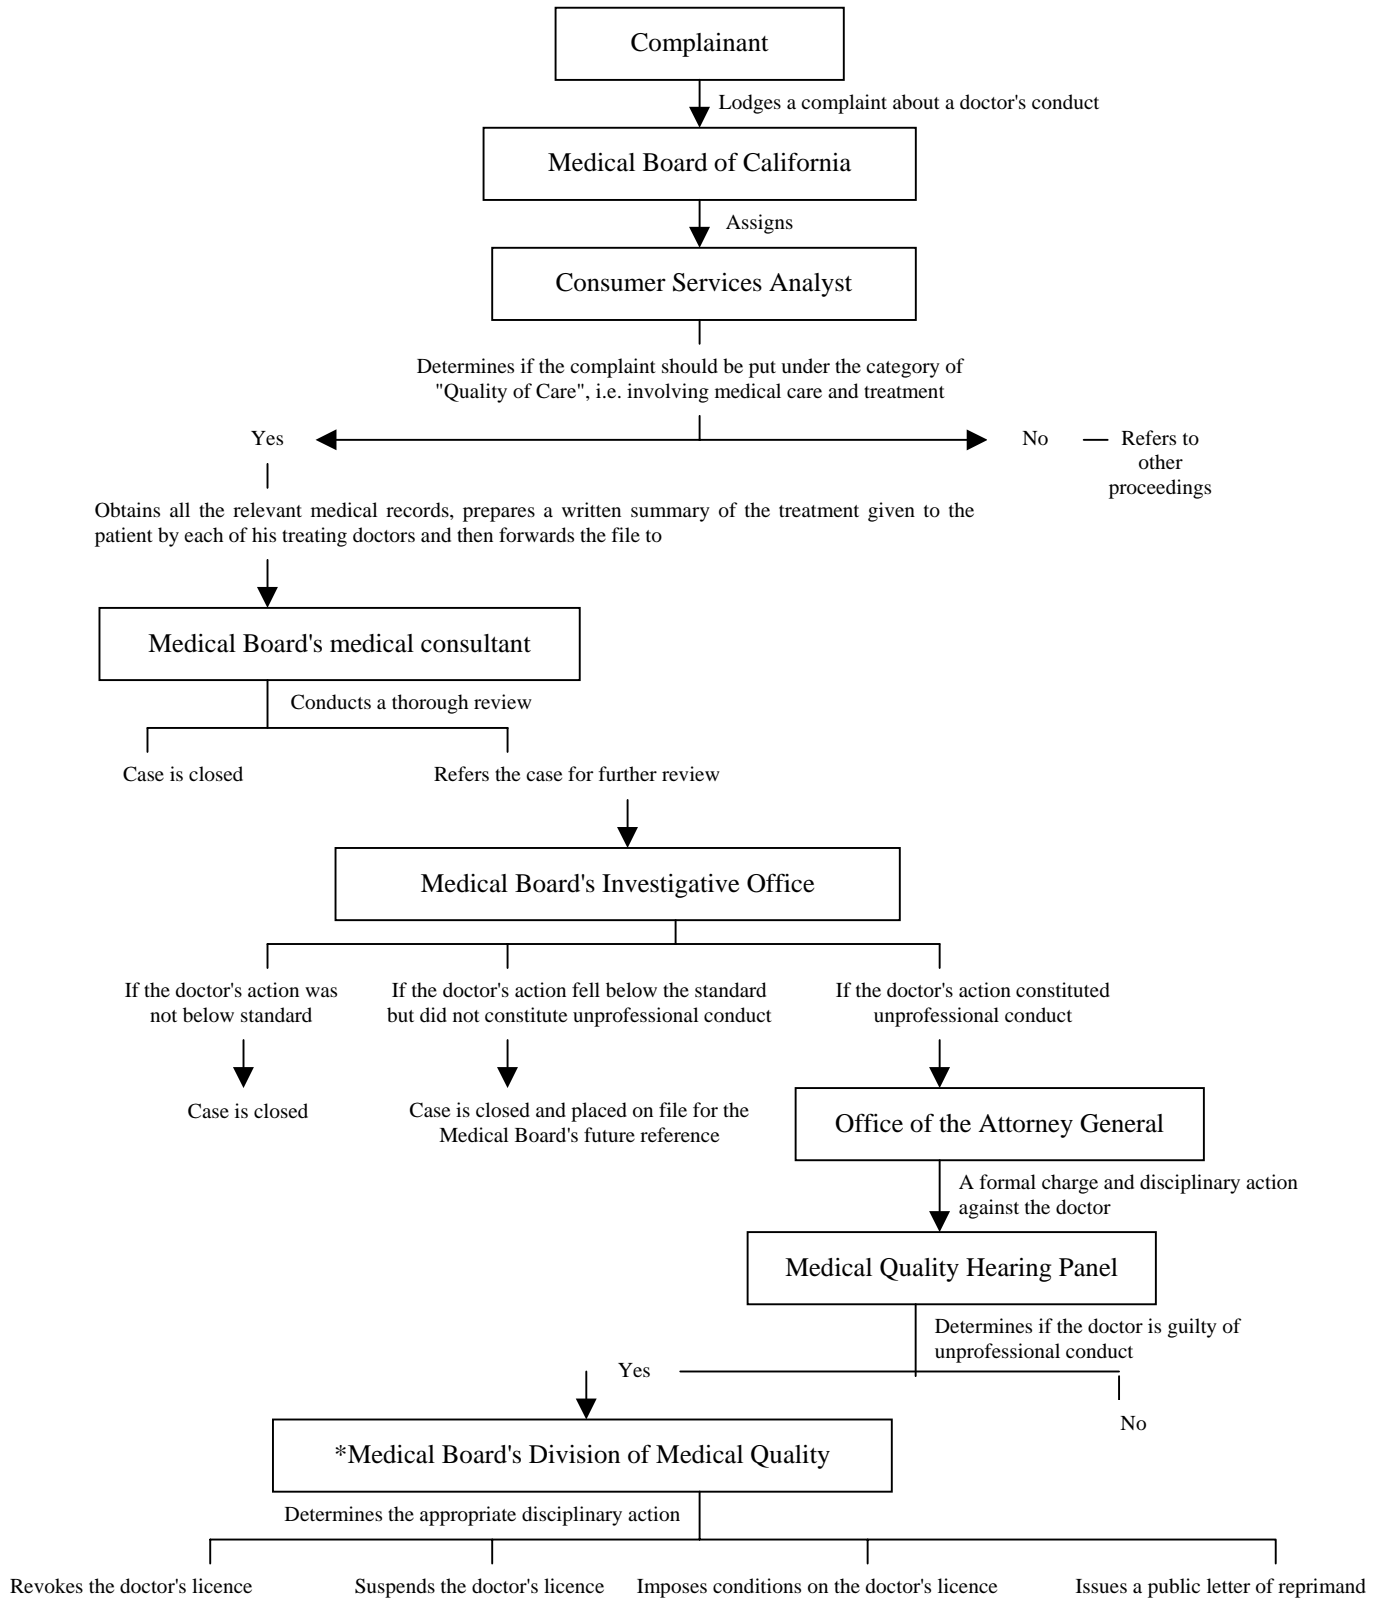 Complainant
Lodges a complaint about a doctor's conduct
Medical Board of California
Assigns
Consumer Services Analyst
Determines if the complaint should be put under the category of
"Quality of Care", i.e. involving medical care and treatment
Yes
No
Refers to
other
proceedings
Obtains all the relevant medical records, prepares a written summary of the treatment given to the
patient by each of his treating doctors and then forwards the file to
Medical Board's medical consultant
Conducts a thorough review
Case is closed
Refers the case for further review
Medical Board's Investigative Office
If the doctor's action was
not below standard
If the doctor's action fell below the standard
but did not constitute unprofessional conduct
If the doctor's action constituted
unprofessional conduct
Case is closed
Case is closed and placed on file for the
Medical Board's future reference
Office of the Attorney General
A formal charge and disciplinary action
against the doctor
Medical Quality Hearing Panel
Determines if the doctor is guilty of
unprofessional conduct
Yes
No
*Medical Board's Division of Medical Quality
Determines the appropriate disciplinary action
Revokes the doctor's licence
Suspends the doctor's licence
Imposes conditions on the doctor's licence
Issues a public letter of reprimand